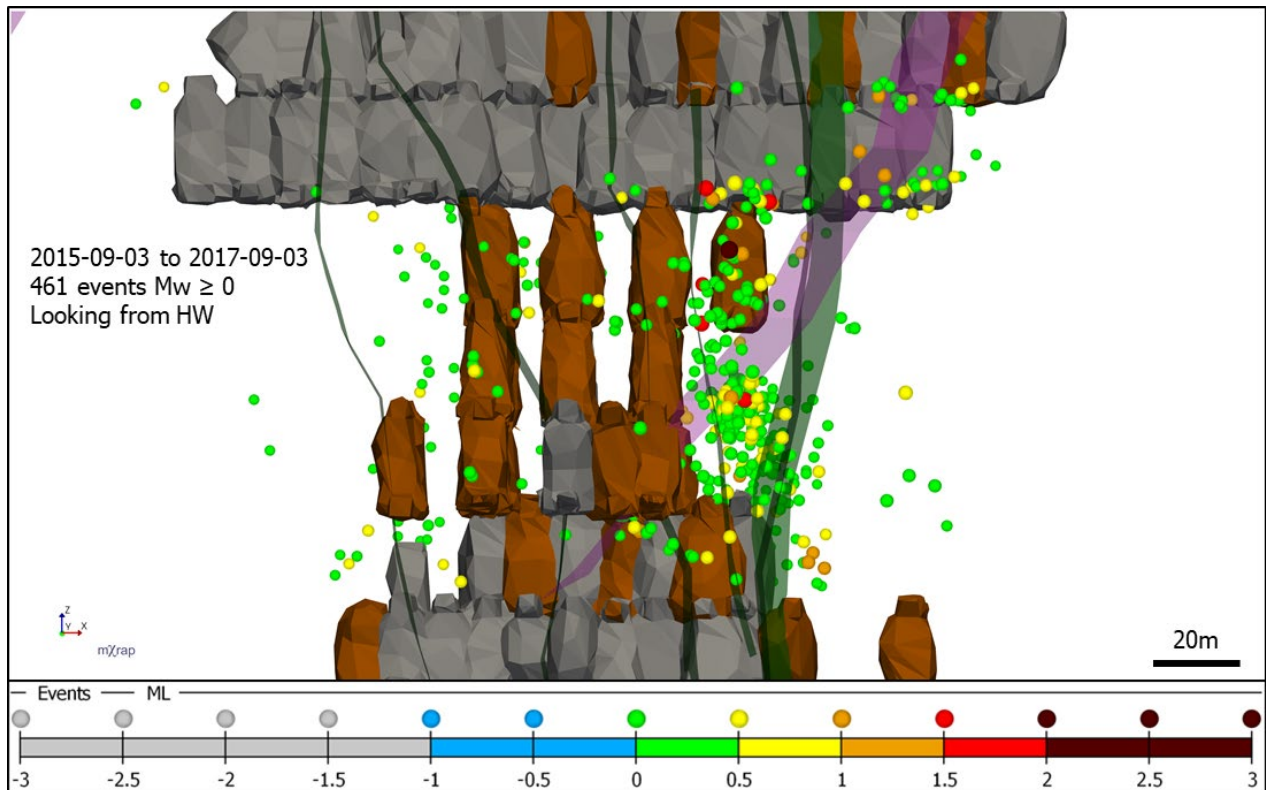 2015-09-03 to 2017-09-03
461 events Mw ≥ 0
Looking from HW
Z
Y X
mXrap
20m
Events ML
-3 -2.5 -2 -1.5 -1 -0.5 0 0.5 1 1.5 2 2.5 3